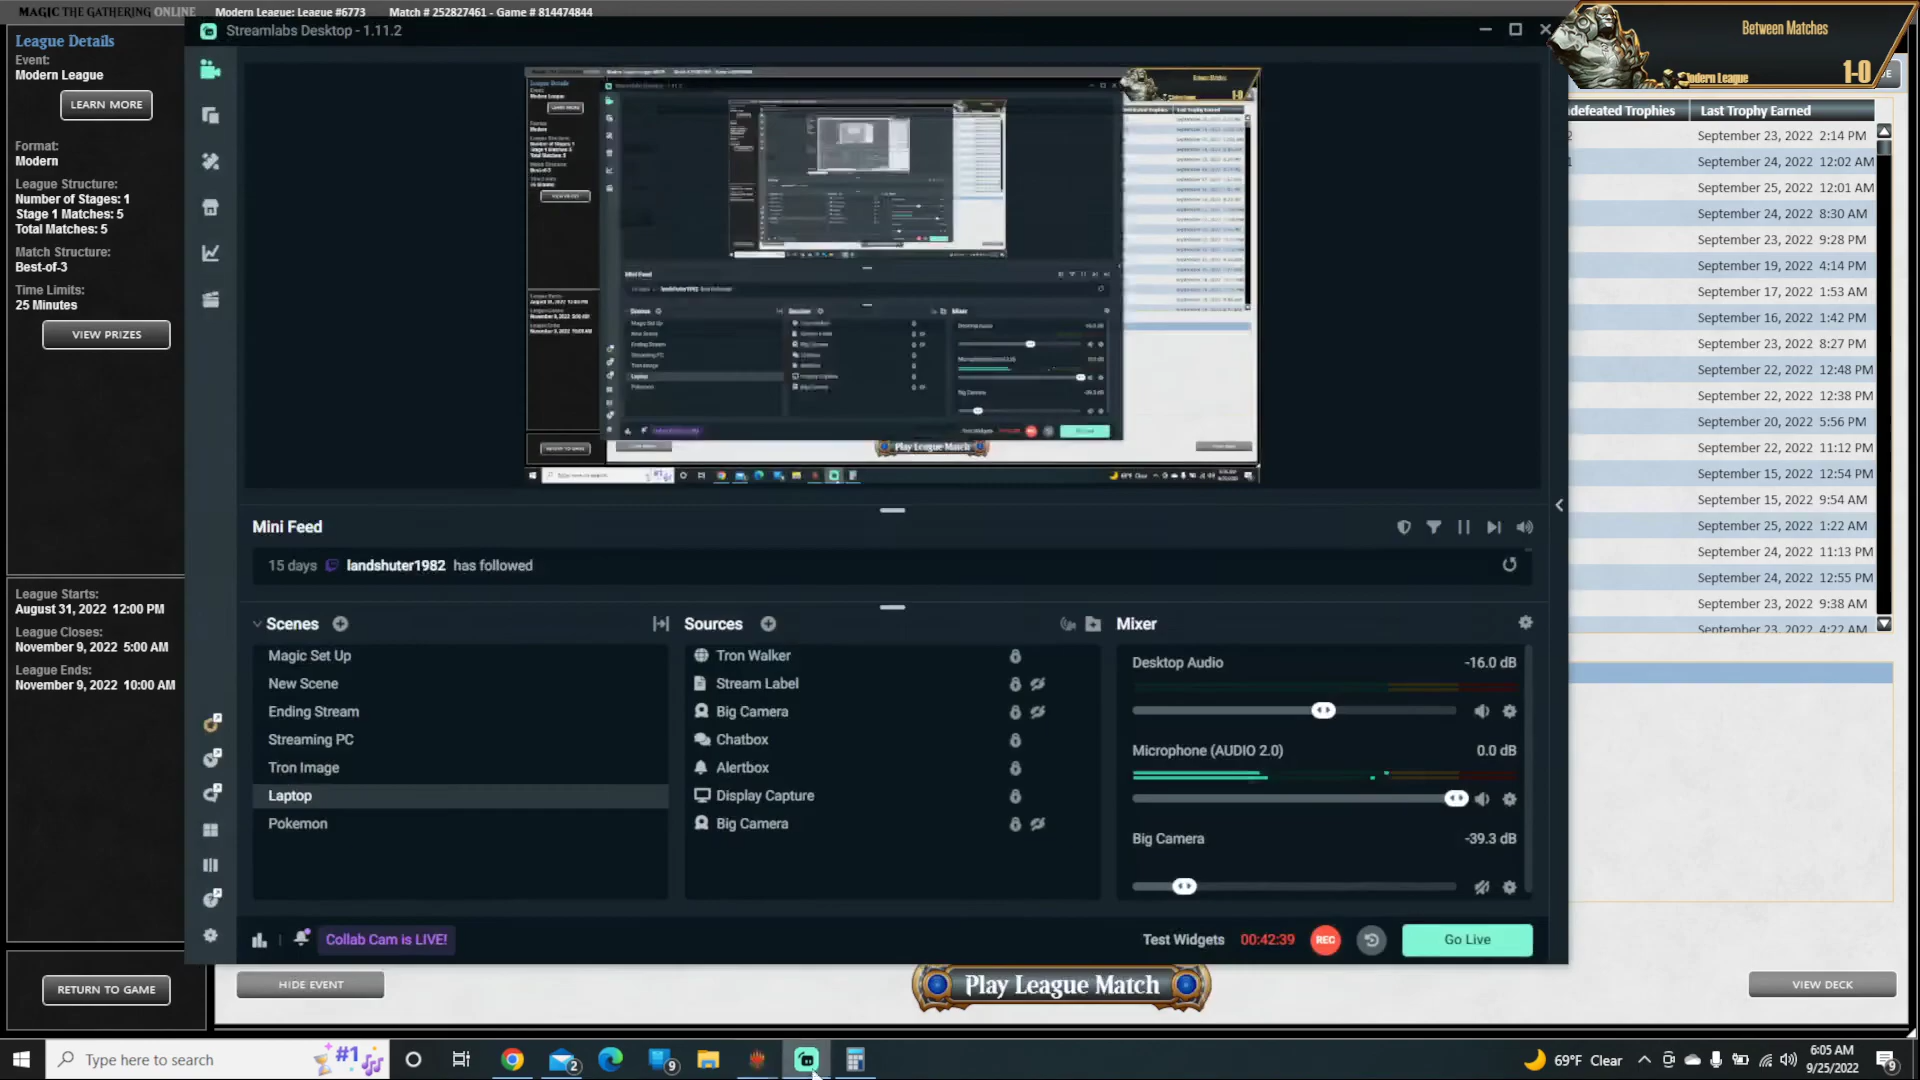 MAGIC THE GATHERING ONLINE
Modern League: League #6773
Match # 252827461 - Game # 814474844
League Details
Event:
Modern League
LEARN MORE
Format:
Modern
League Structure:
Number of Stages: 1
Stage 1 Matches: 5
Total Matches: 5
Match Structure:
Best-of-3
Time Limits:
25 Minutes
VIEW PRIZES
League Starts:
August 31, 2022 12:00 PM
League Closes:
November 9, 2022 5:00 AM
League Ends:
November 9, 2022 10:00 AM
RETURN TO GAME
Streamlabs Desktop - 1.11.2
Mini Feed
15 days landshuter1982 has followed
Scenes
Magic Set Up
New Scene
Ending Stream
Streaming PC
Tron Image
Laptop
Pokemon
Sources
Tron Walker
Stream Label
Big Camera
Chatbox
Alertbox
Display Capture
Big Camera
Mixer
Desktop Audio -16.0 dB
Microphone (AUDIO 2.0) 0.0 dB
Big Camera -39.3 dB
Collab Cam is LIVE!
Test Widgets 00:42:39 REC
Go Live
Between Matches
Modern League 1-0
Last Trophy Earned
September 23, 2022 2:14 PM
September 24, 2022 12:02 AM
September 25, 2022 12:01 AM
September 24, 2022 8:30 AM
September 23, 2022 9:28 PM
September 19, 2022 4:14 PM
September 17, 2022 1:53 AM
September 16, 2022 1:42 PM
September 23, 2022 8:27 PM
September 22, 2022 12:48 PM
September 22, 2022 12:38 PM
September 20, 2022 5:56 PM
September 22, 2022 11:12 PM
September 15, 2022 12:54 PM
September 15, 2022 9:54 AM
September 25, 2022 1:22 AM
September 24, 2022 11:13 PM
September 24, 2022 12:55 PM
September 23, 2022 9:38 AM
September 23, 2022 4:22 AM
HIDE EVENT
Play League Match
VIEW DECK
Type here to search
#1
2
9
69°F Clear
6:05 AM
9/25/2022
9